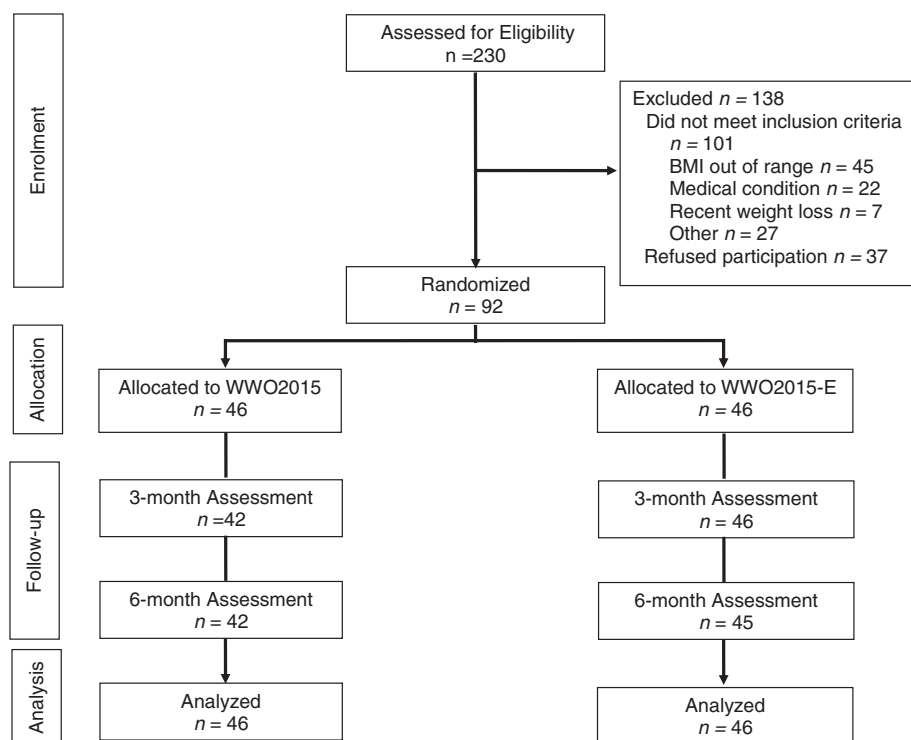 Enrolment
Assessed for Eligibility
n =230
Excluded n = 138
Did not meet inclusion criteria
n = 101
BMI out of range n = 45
Medical condition n = 22
Recent weight loss n = 7
Other n = 27
Refused participation n = 37
Randomized
n = 92
Allocation
Allocated to WWO2015
n = 46
Allocated to WWO2015-E
n = 46
Follow-up
3-month Assessment
n =42
3-month Assessment
n = 46
6-month Assessment
n = 42
6-month Assessment
n = 45
Analysis
Analyzed
n = 46
Analyzed
n = 46